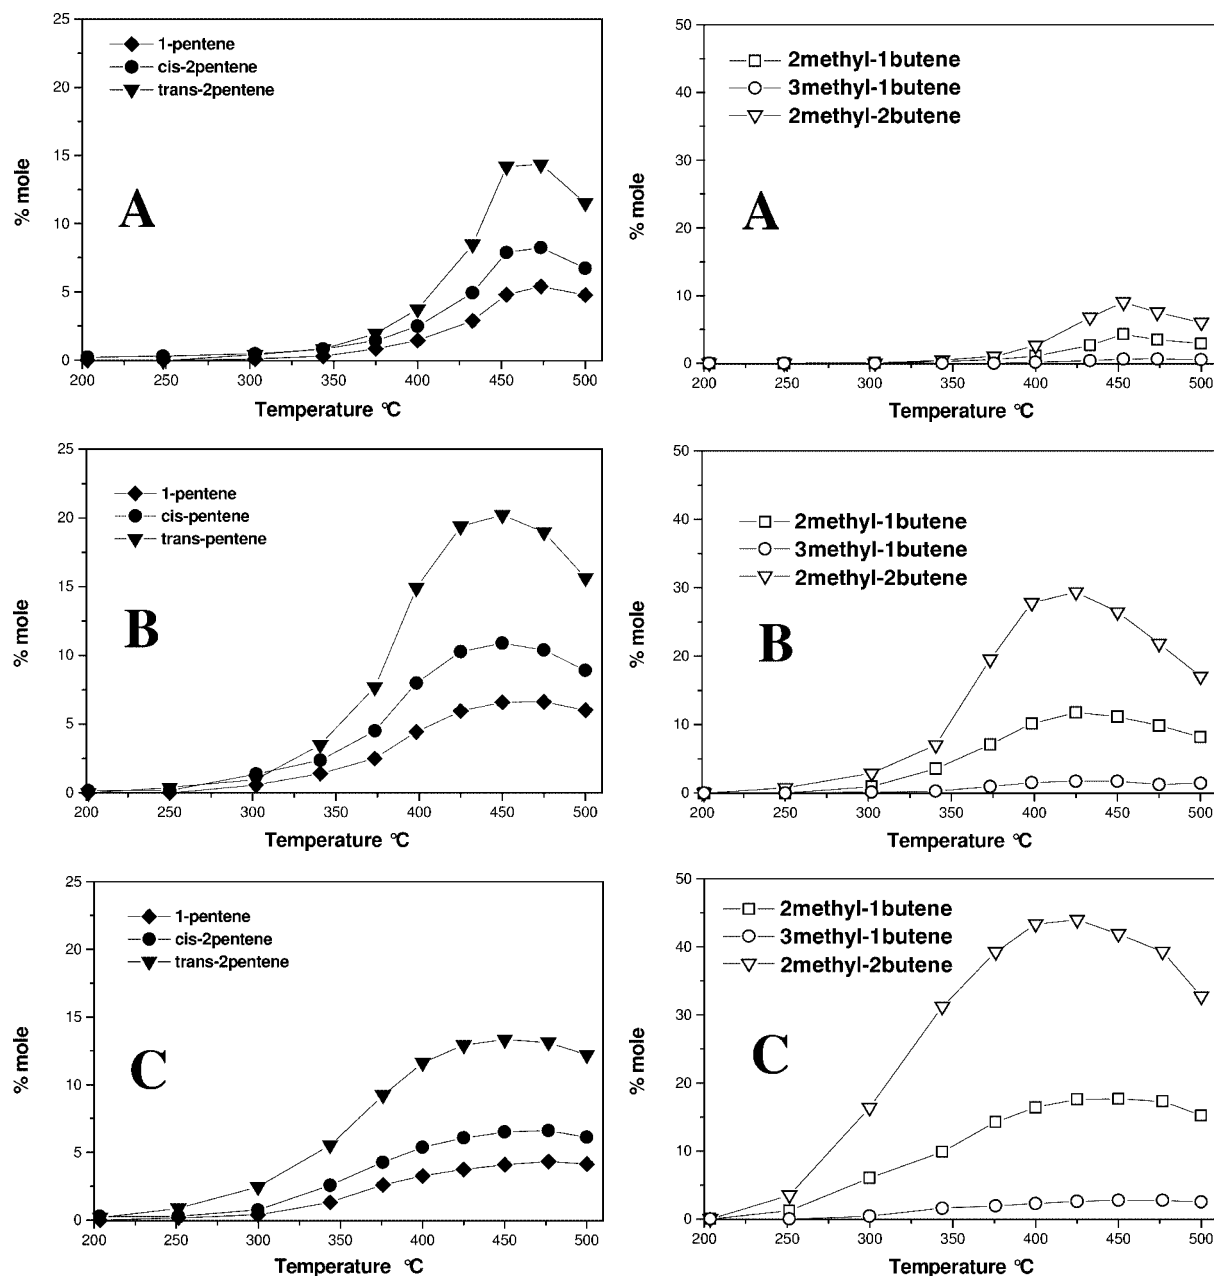 25
20
15
10
5
0
% mole
1-pentene
cis-2pentene
trans-2pentene
A
200 250 300 350 400 450 500
Temperature °C
50
40
30
20
10
0
% mole
2methyl-1butene
3methyl-1butene
2methyl-2butene
A
200 250 300 350 400 450 500
Temperature °C
25
20
15
10
5
0
% mole
1-pentene
cis-pentene
trans-pentene
B
200 250 300 350 400 450 500
Temperature °C
50
40
30
20
10
0
% mole
2methyl-1butene
3methyl-1butene
2methyl-2butene
B
200 250 300 350 400 450 500
Temperature °C
25
20
15
10
5
0
% mole
1-pentene
cis-2pentene
trans-2pentene
C
200 250 300 350 400 450 500
Temperature °C
50
40
30
20
10
0
% mole
2methyl-1butene
3methyl-1butene
2methyl-2butene
C
200 250 300 350 400 450 500
Temperature °C